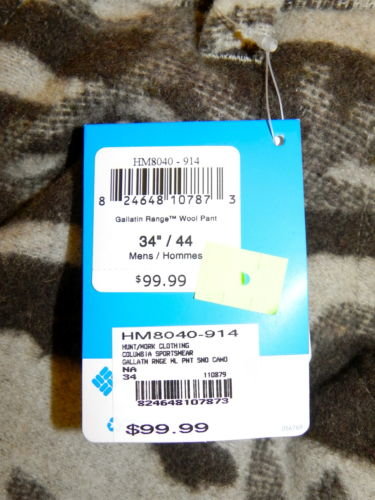 HM8040 - 914
8 24648 10787 3
Gallatin Range™ Wool Pant
34" / 44
Mens / Hommes
$99.99
HM8040-914
HUNT/WORK CLOTHING
COLUMBIA SPORTSWEAR
GALLATN RNGE WL PNT SNO CAMO
NA
34 110879
824648107873
$99.99